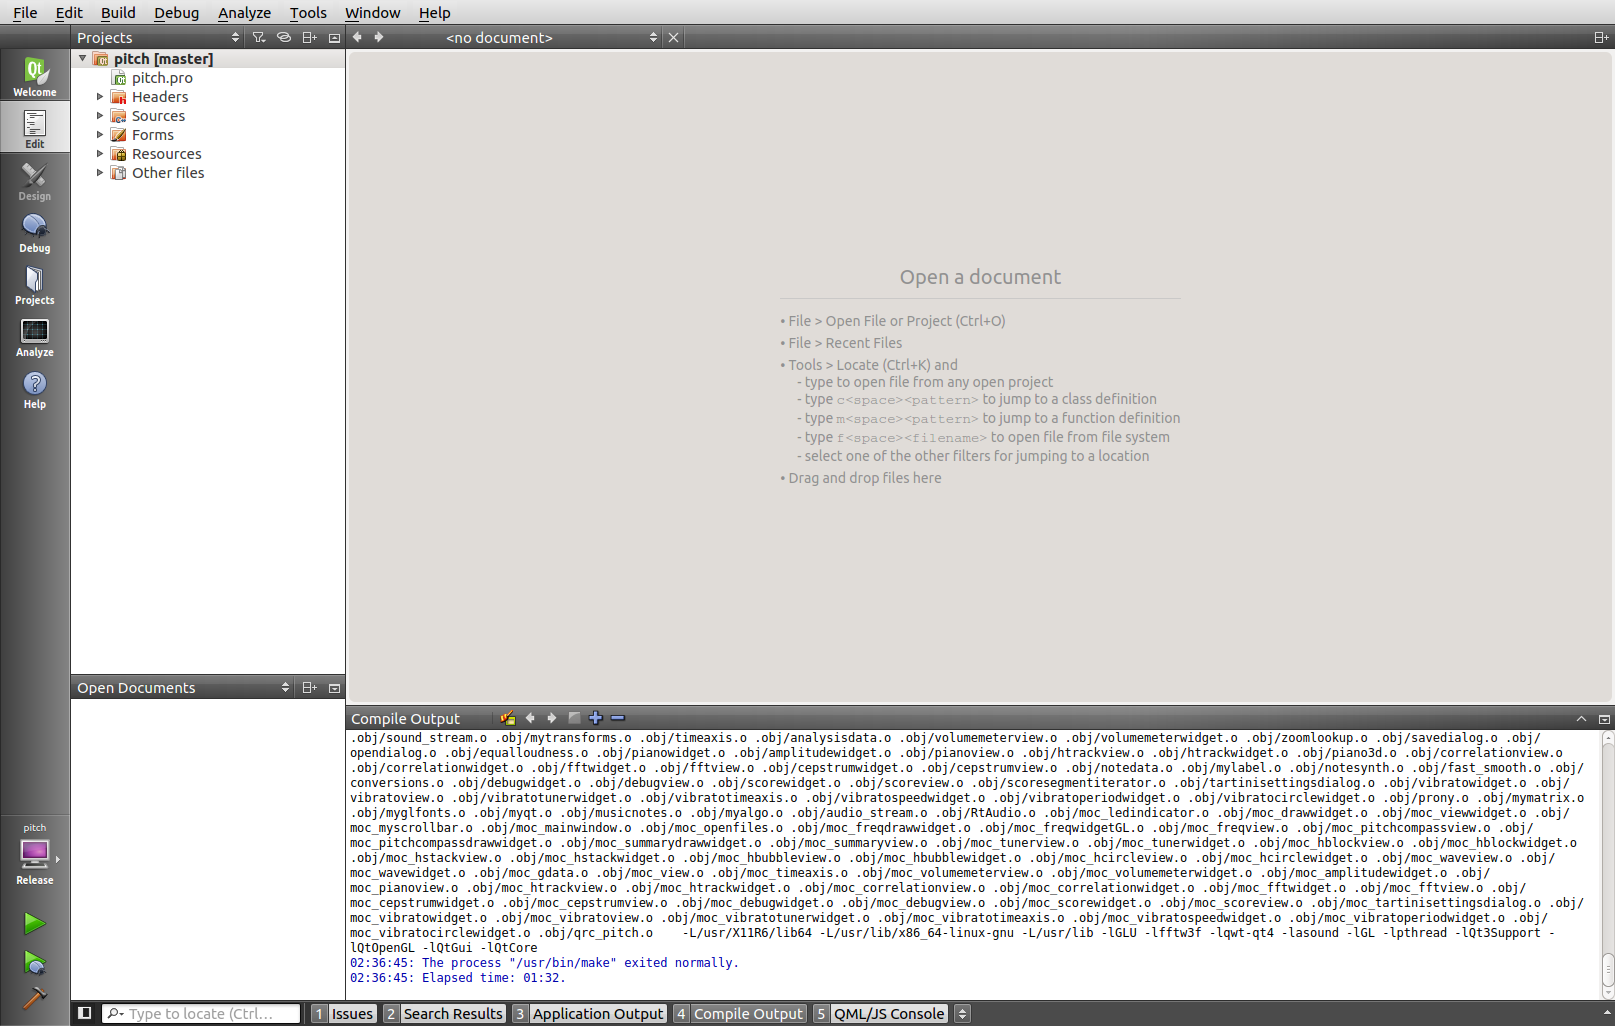 File Edit Build Debug Analyze Tools Window Help
Projects
<no document>
Welcome
Edit
Design
Debug
Projects
Analyze
Help
pitch
Release
pitch [master]
pitch.pro
Headers
Sources
Forms
Resources
Other files
Open Documents
Open a document
• File > Open File or Project (Ctrl+O)
• File > Recent Files
• Tools > Locate (Ctrl+K) and
- type to open file from any open project
- type c<space><pattern> to jump to a class definition
- type m<space><pattern> to jump to a function definition
- type f<space><filename> to open file from file system
- select one of the other filters for jumping to a location
• Drag and drop files here
Compile Output
.obj/sound_stream.o .obj/mytransforms.o .obj/timeaxis.o .obj/analysisdata.o .obj/volumemeterview.o .obj/volumemeterwidget.o .obj/zoomlookup.o .obj/savedialog.o .obj/
opendialog.o .obj/equalloudness.o .obj/pianowidget.o .obj/amplitudewidget.o .obj/pianoview.o .obj/htrackview.o .obj/htrackwidget.o .obj/piano3d.o .obj/correlationview.o
.obj/correlationwidget.o .obj/fftwidget.o .obj/fftview.o .obj/cepstrumwidget.o .obj/cepstrumview.o .obj/notedata.o .obj/mylabel.o .obj/notesynth.o .obj/fast_smooth.o .obj/
conversions.o .obj/debugwidget.o .obj/debugview.o .obj/scorewidget.o .obj/scoreview.o .obj/scoresegmentiterator.o .obj/tartinisettingsdialog.o .obj/vibratowidget.o .obj/
vibratoview.o .obj/vibratotunerwidget.o .obj/vibratotimeaxis.o .obj/vibratospeedwidget.o .obj/vibratoperiodwidget.o .obj/vibratocirclewidget.o .obj/prony.o .obj/mymatrix.o
.obj/myglfonts.o .obj/myqt.o .obj/musicnotes.o .obj/myalgo.o .obj/audio_stream.o .obj/RtAudio.o .obj/moc_ledindicator.o .obj/moc_drawwidget.o .obj/moc_viewwidget.o .obj/
moc_myscrollbar.o .obj/moc_mainwindow.o .obj/moc_openfiles.o .obj/moc_freqdrawwidget.o .obj/moc_freqwidgetGL.o .obj/moc_freqview.o .obj/moc_pitchcompassview.o .obj/
moc_pitchcompassdrawwidget.o .obj/moc_summarydrawwidget.o .obj/moc_summaryview.o .obj/moc_tunerview.o .obj/moc_tunerwidget.o .obj/moc_hblockview.o .obj/moc_hblockwidget.o
.obj/moc_hstackview.o .obj/moc_hstackwidget.o .obj/moc_hbubbleview.o .obj/moc_hbubblewidget.o .obj/moc_hcircleview.o .obj/moc_hcirclewidget.o .obj/moc_waveview.o .obj/
moc_wavewidget.o .obj/moc_gdata.o .obj/moc_view.o .obj/moc_timeaxis.o .obj/moc_volumemeterview.o .obj/moc_volumemeterwidget.o .obj/moc_amplitudewidget.o .obj/
moc_pianoview.o .obj/moc_htrackview.o .obj/moc_htrackwidget.o .obj/moc_correlationview.o .obj/moc_correlationwidget.o .obj/moc_fftwidget.o .obj/moc_fftview.o .obj/
moc_cepstrumwidget.o .obj/moc_cepstrumview.o .obj/moc_debugwidget.o .obj/moc_debugview.o .obj/moc_scorewidget.o .obj/moc_scoreview.o .obj/moc_tartinisettingsdialog.o .obj/
moc_vibratowidget.o .obj/moc_vibratoview.o .obj/moc_vibratotunerwidget.o .obj/moc_vibratotimeaxis.o .obj/moc_vibratospeedwidget.o .obj/moc_vibratoperiodwidget.o .obj/
moc_vibratocirclewidget.o .obj/qrc_pitch.o    -L/usr/X11R6/lib64 -L/usr/lib/x86_64-linux-gnu -L/usr/lib -lGLU -lfftw3f -lqwt-qt4 -lasound -lGL -lpthread -lQt3Support -
lQtOpenGL -lQtGui -lQtCore
02:36:45: The process "/usr/bin/make" exited normally.
02:36:45: Elapsed time: 01:32.
Type to locate (Ctrl... 1 Issues 2 Search Results 3 Application Output 4 Compile Output 5 QML/JS Console